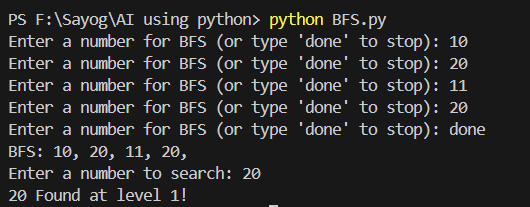 PS F:\Sayog\AI using python> python BFS.py
Enter a number for BFS (or type 'done' to stop): 10
Enter a number for BFS (or type 'done' to stop): 20
Enter a number for BFS (or type 'done' to stop): 11
Enter a number for BFS (or type 'done' to stop): 20
Enter a number for BFS (or type 'done' to stop): done
BFS: 10, 20, 11, 20,
Enter a number to search: 20
20 Found at level 1!